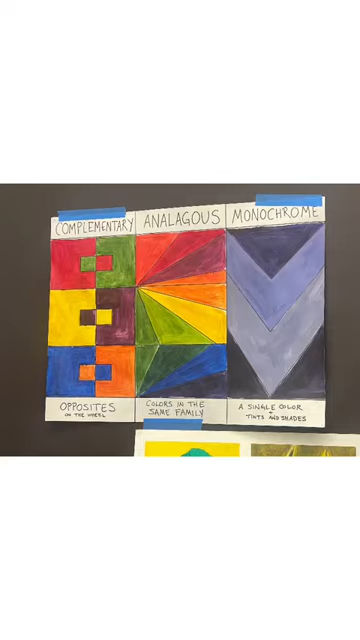 COMPLEMENTARY
ANALAGOUS
MONOCHROME
OPPOSITES
ON THE WHEEL
COLORS IN THE
SAME FAMILY
A SINGLE COLOR
+
TINTS AND SHADES